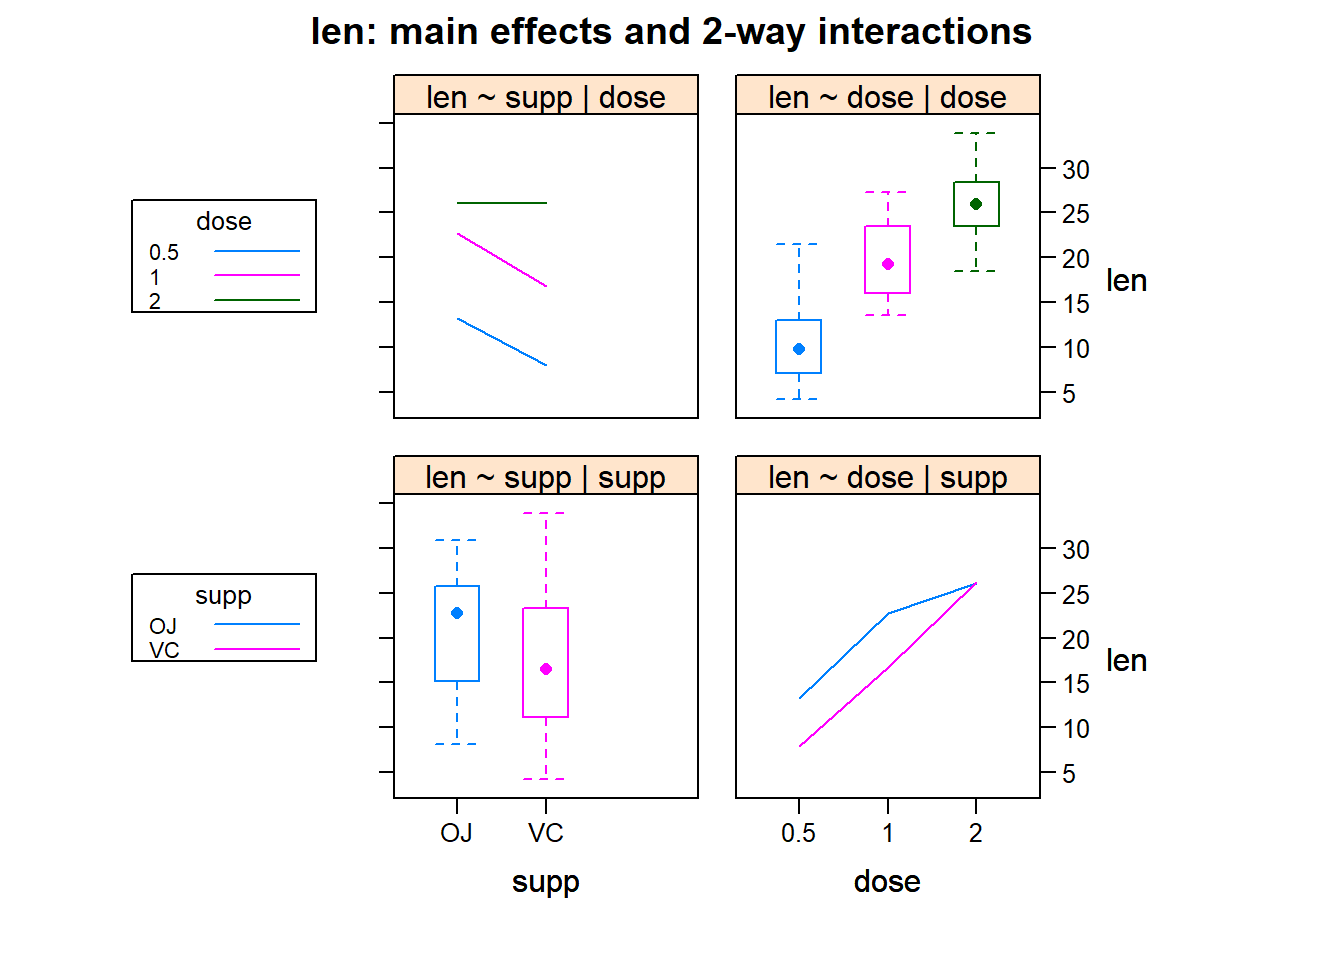 len: main effects and 2-way interactions
len ~ supp | dose
len ~ dose | dose
dose
0.5
1
2
30
25
20
15
10
5
len
len ~ supp | supp
len ~ dose | supp
supp
OJ
VC
30
25
20
15
10
5
len
OJ VC
0.5 1 2
supp
dose